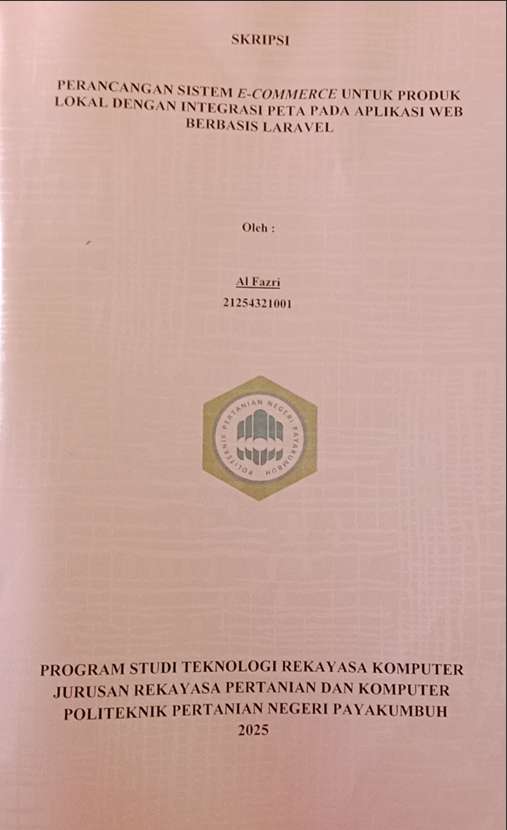 SKRIPSI
PERANCANGAN SISTEM E-COMMERCE UNTUK PRODUK
LOKAL DENGAN INTEGRASI PETA PADA APLIKASI WEB
BERBASIS LARAVEL
Oleh :
Al Fazri
21254321001
POLITEKNIK PERTANIAN NEGERI PAYAKUMBUH
PROGRAM STUDI TEKNOLOGI REKAYASA KOMPUTER
JURUSAN REKAYASA PERTANIAN DAN KOMPUTER
POLITEKNIK PERTANIAN NEGERI PAYAKUMBUH
2025